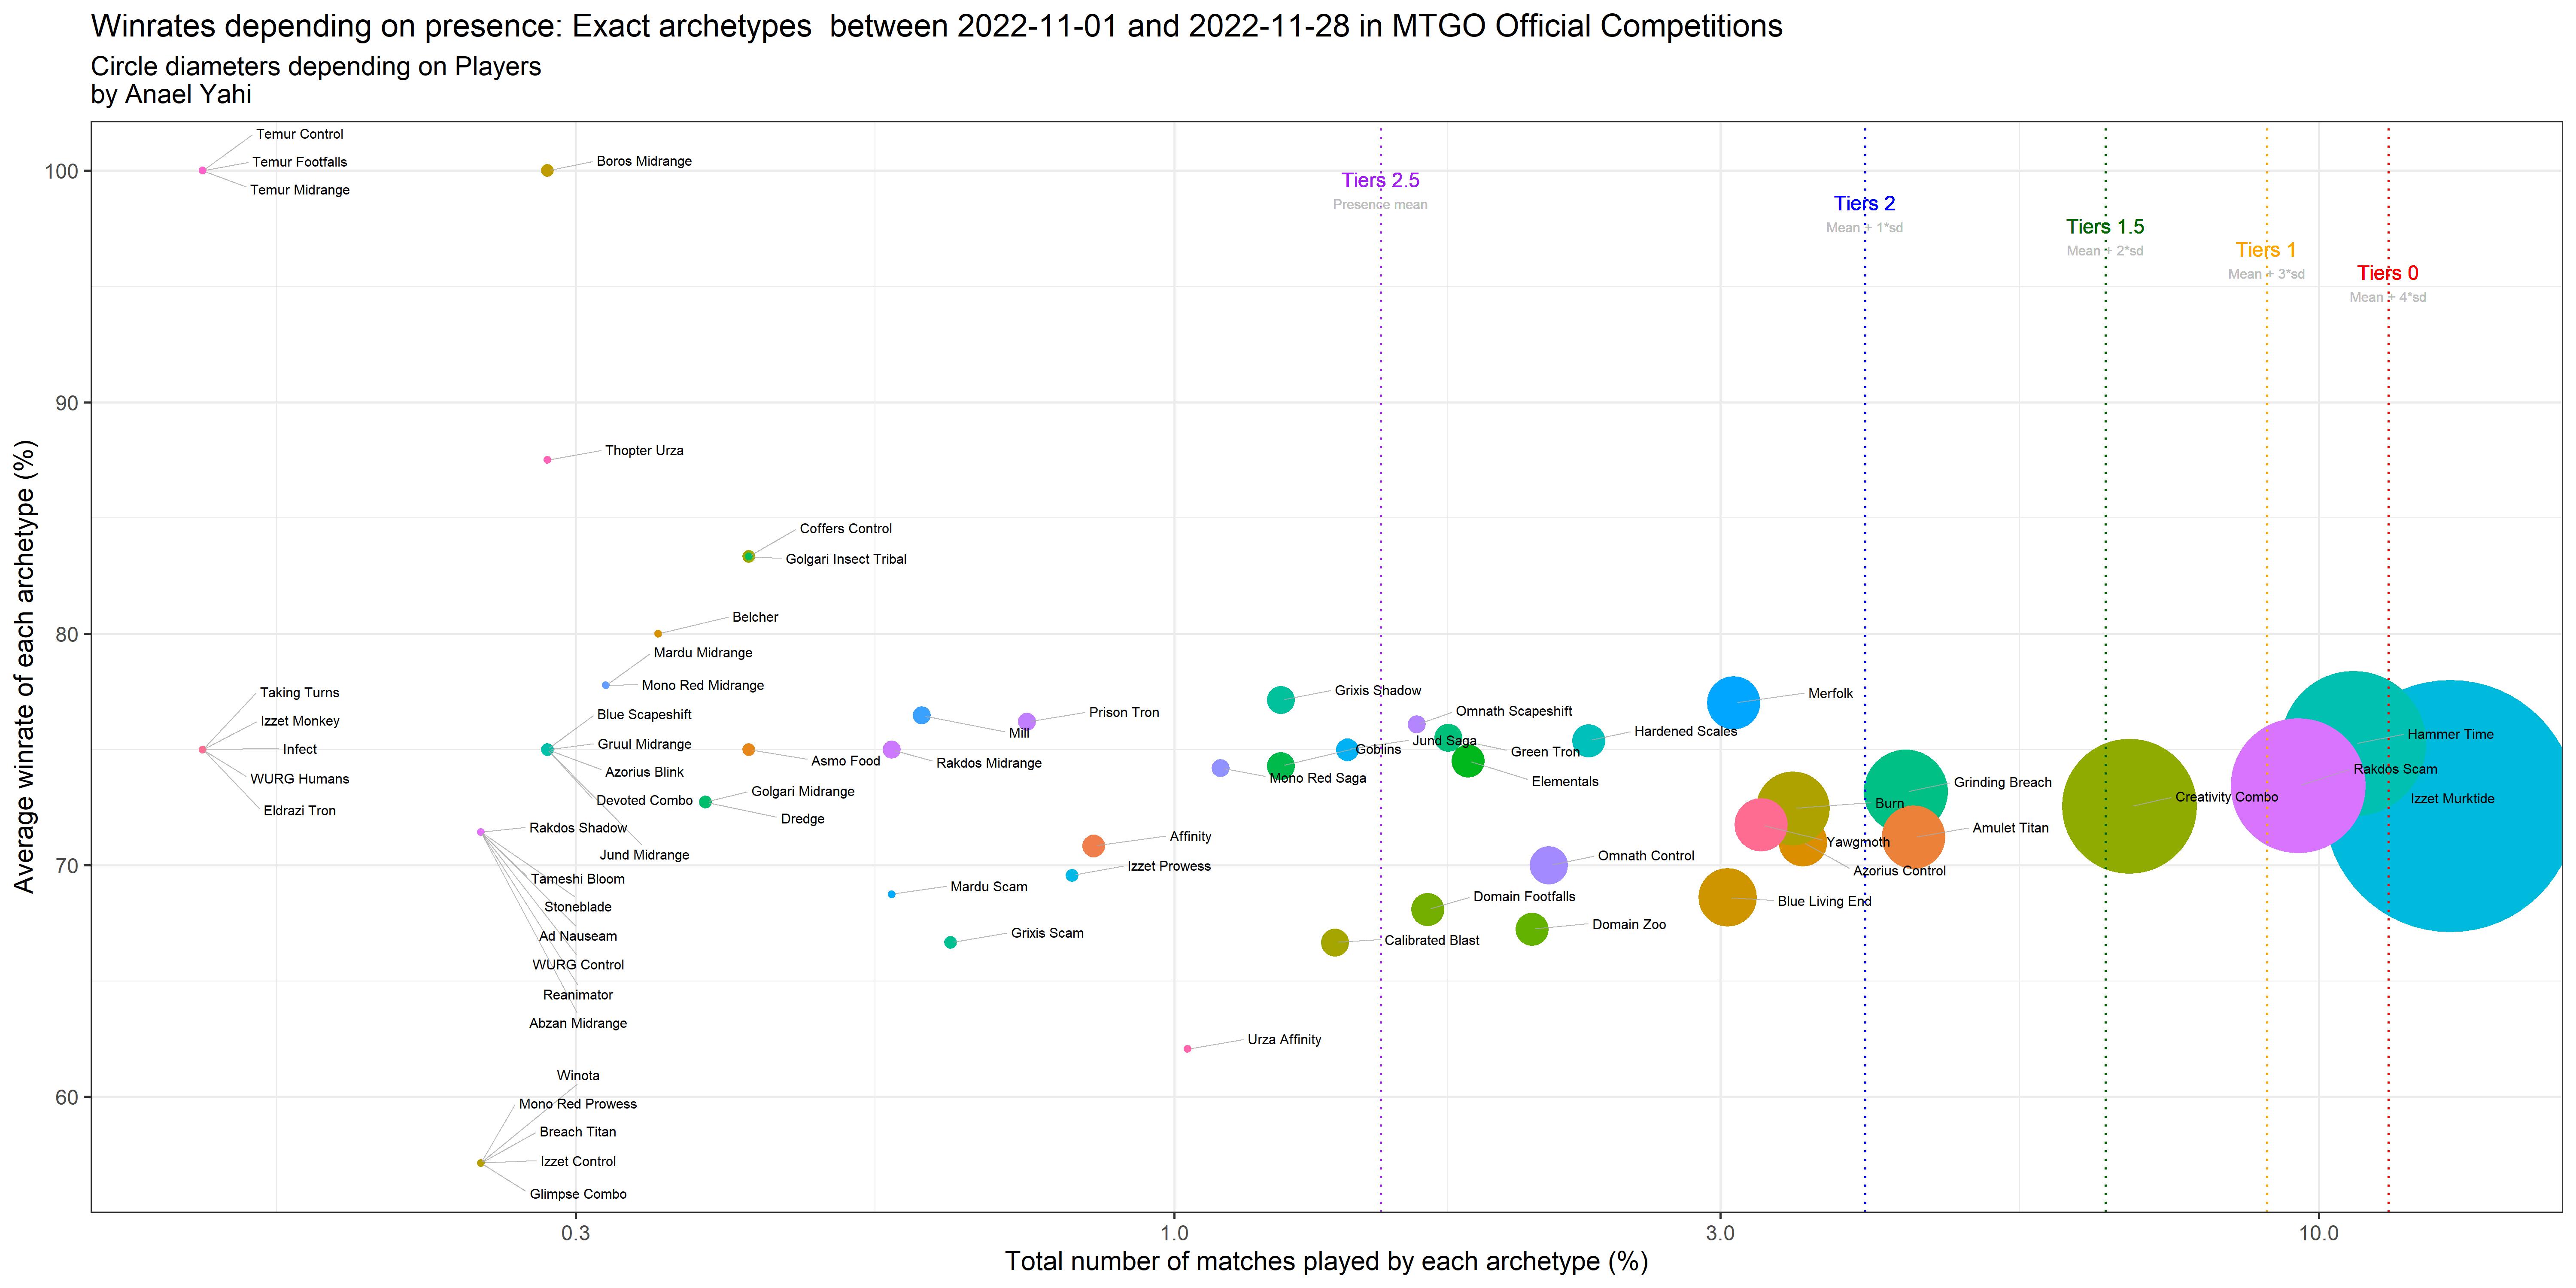 Winrates depending on presence: Exact archetypes  between 2022-11-01 and 2022-11-28 in MTGO Official Competitions
Circle diameters depending on Players
by Anael Yahi
Average winrate of each archetype (%)
100
90
80
70
60
Temur Control
Temur Footfalls
Temur Midrange
Boros Midrange
Tiers 2.5
Presence mean
Tiers 2
Mean + 1*sd
Tiers 1.5
Mean + 2*sd
Tiers 1
Mean + 3*sd
Tiers 0
Mean + 4*sd
Thopter Urza
Coffers Control
Golgari Insect Tribal
Belcher
Mardu Midrange
Mono Red Midrange
Taking Turns
Izzet Monkey
Infect
WURG Humans
Eldrazi Tron
Blue Scapeshift
Gruul Midrange
Azorius Blink
Devoted Combo
Jund Midrange
Asmo Food
Golgari Midrange
Dredge
Mill
Rakdos Midrange
Prison Tron
Grixis Shadow
Mono Red Saga
Goblins
Jund Saga
Omnath Scapeshift
Green Tron
Elementals
Hardened Scales
Merfolk
Burn
Yawgmoth
Azorius Control
Grinding Breach
Amulet Titan
Creativity Combo
Hammer Time
Rakdos Scam
Izzet Murktide
Rakdos Shadow
Tameshi Bloom
Stoneblade
Ad Nauseam
WURG Control
Reanimator
Abzan Midrange
Affinity
Izzet Prowess
Mardu Scam
Grixis Scam
Omnath Control
Domain Footfalls
Domain Zoo
Calibrated Blast
Blue Living End
Urza Affinity
Winota
Mono Red Prowess
Breach Titan
Izzet Control
Glimpse Combo
0.3
1.0
3.0
10.0
Total number of matches played by each archetype (%)